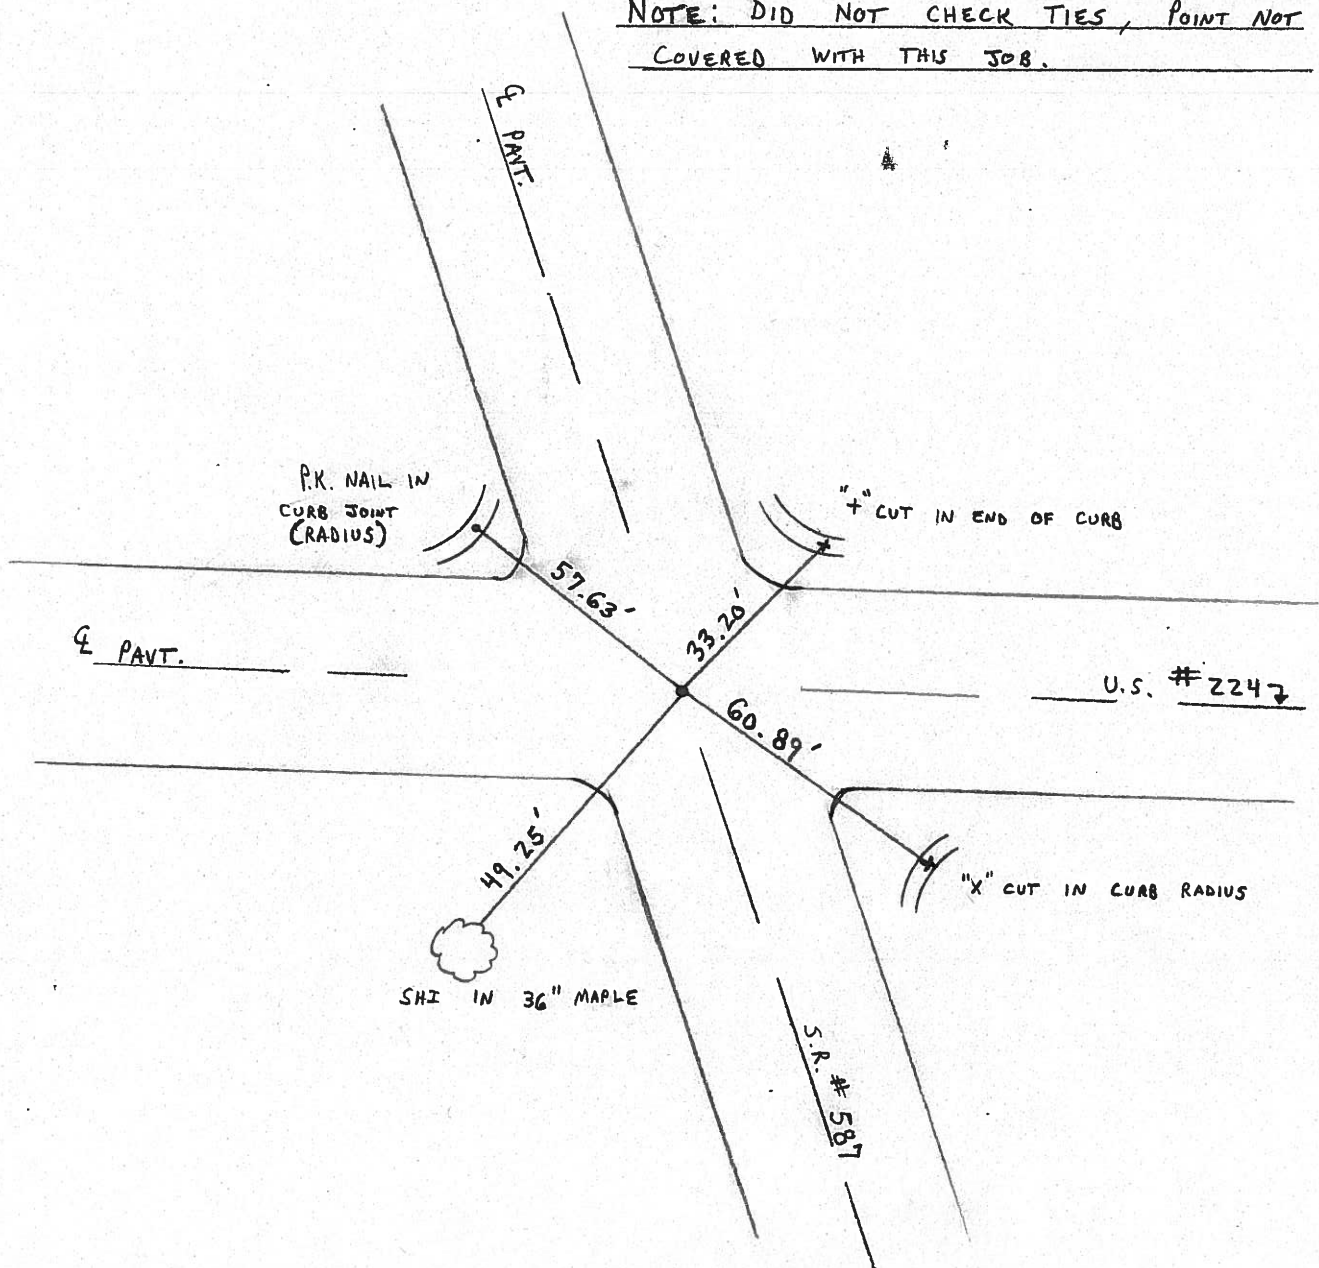 NOTE: DID NOT CHECK TIES, POINT NOT
COVERED WITH THIS JOB.
℄ PAVT.
P.K. NAIL IN
CURB JOINT
(RADIUS)
"+" CUT IN END OF CURB
57.63'
33.20'
℄ PAVT.
U.S. #224
60.89'
49.25'
"X" CUT IN CURB RADIUS
SHI IN 36" MAPLE
S.R. # 587